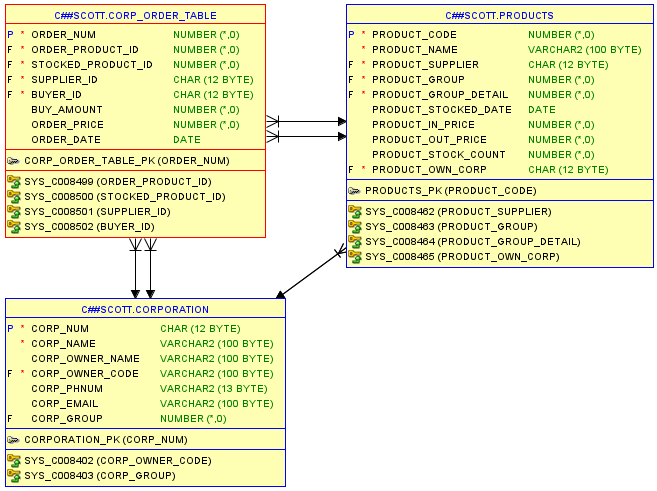 C##SCOTT.CORP_ORDER_TABLE
P * ORDER_NUM NUMBER (*,0)
F * ORDER_PRODUCT_ID NUMBER (*,0)
F * STOCKED_PRODUCT_ID NUMBER (*,0)
F * SUPPLIER_ID CHAR (12 BYTE)
F * BUYER_ID CHAR (12 BYTE)
BUY_AMOUNT NUMBER (*,0)
ORDER_PRICE NUMBER (*,0)
ORDER_DATE DATE
CORP_ORDER_TABLE_PK (ORDER_NUM)
SYS_C008499 (ORDER_PRODUCT_ID)
SYS_C008500 (STOCKED_PRODUCT_ID)
SYS_C008501 (SUPPLIER_ID)
SYS_C008502 (BUYER_ID)
C##SCOTT.PRODUCTS
P * PRODUCT_CODE NUMBER (*,0)
* PRODUCT_NAME VARCHAR2 (100 BYTE)
F * PRODUCT_SUPPLIER CHAR (12 BYTE)
F * PRODUCT_GROUP NUMBER (*,0)
F * PRODUCT_GROUP_DETAIL NUMBER (*,0)
PRODUCT_STOCKED_DATE DATE
PRODUCT_IN_PRICE NUMBER (*,0)
PRODUCT_OUT_PRICE NUMBER (*,0)
PRODUCT_STOCK_COUNT NUMBER (*,0)
F * PRODUCT_OWN_CORP CHAR (12 BYTE)
PRODUCTS_PK (PRODUCT_CODE)
SYS_C008462 (PRODUCT_SUPPLIER)
SYS_C008463 (PRODUCT_GROUP)
SYS_C008464 (PRODUCT_GROUP_DETAIL)
SYS_C008465 (PRODUCT_OWN_CORP)
C##SCOTT.CORPORATION
P * CORP_NUM CHAR (12 BYTE)
* CORP_NAME VARCHAR2 (100 BYTE)
CORP_OWNER_NAME VARCHAR2 (100 BYTE)
F * CORP_OWNER_CODE VARCHAR2 (100 BYTE)
CORP_PHNUM VARCHAR2 (13 BYTE)
CORP_EMAIL VARCHAR2 (100 BYTE)
F CORP_GROUP NUMBER (*,0)
CORPORATION_PK (CORP_NUM)
SYS_C008402 (CORP_OWNER_CODE)
SYS_C008403 (CORP_GROUP)